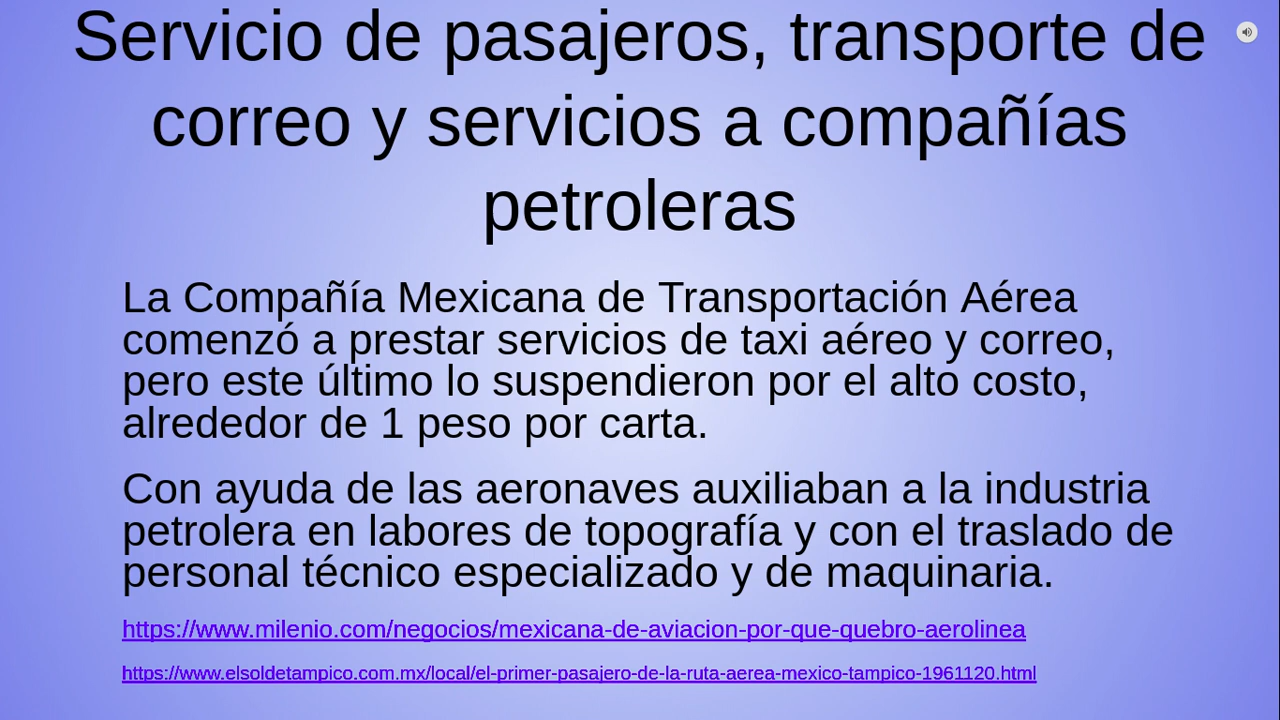 Servicio de pasajeros, transporte de
correo y servicios a compañías
petroleras
La Compañía Mexicana de Transportación Aérea
comenzó a prestar servicios de taxi aéreo y correo,
pero este último lo suspendieron por el alto costo,
alrededor de 1 peso por carta.
Con ayuda de las aeronaves auxiliaban a la industria
petrolera en labores de topografía y con el traslado de
personal técnico especializado y de maquinaria.
https://www.milenio.com/negocios/mexicana-de-aviacion-por-que-quebro-aerolinea
https://www.elsoldetampico.com.mx/local/el-primer-pasajero-de-la-ruta-aerea-mexico-tampico-1961120.html